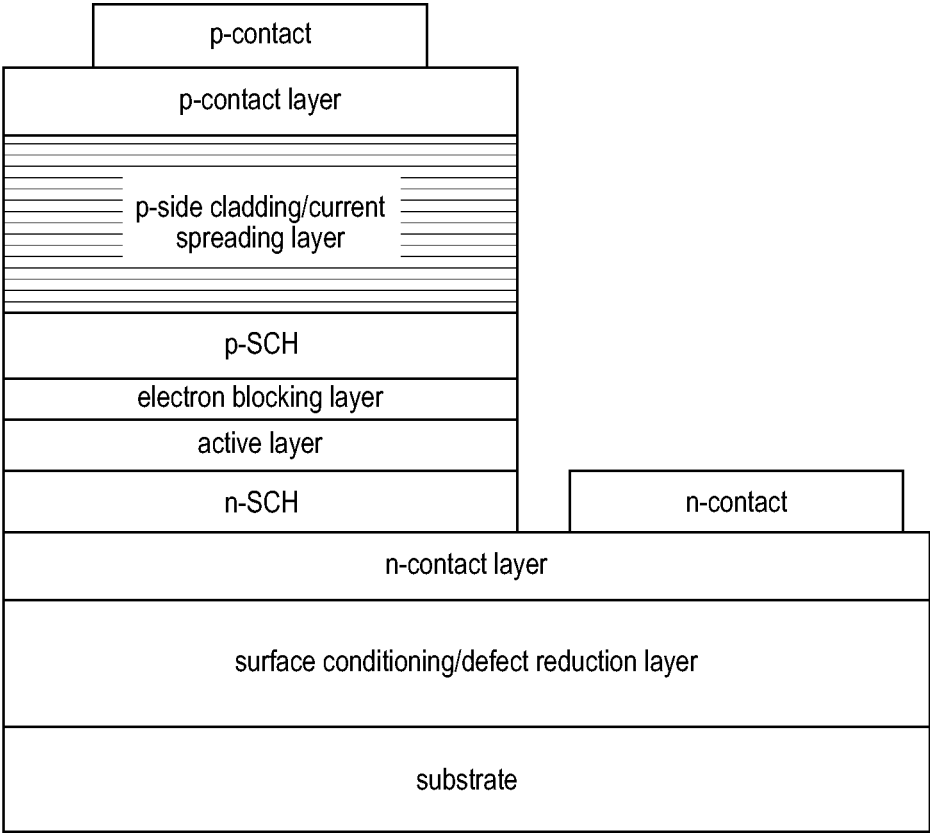 p-contact
p-contact layer
p-side cladding/current
spreading layer
p-SCH
electron blocking layer
active layer
n-SCH
n-contact
n-contact layer
surface conditioning/defect reduction layer
substrate